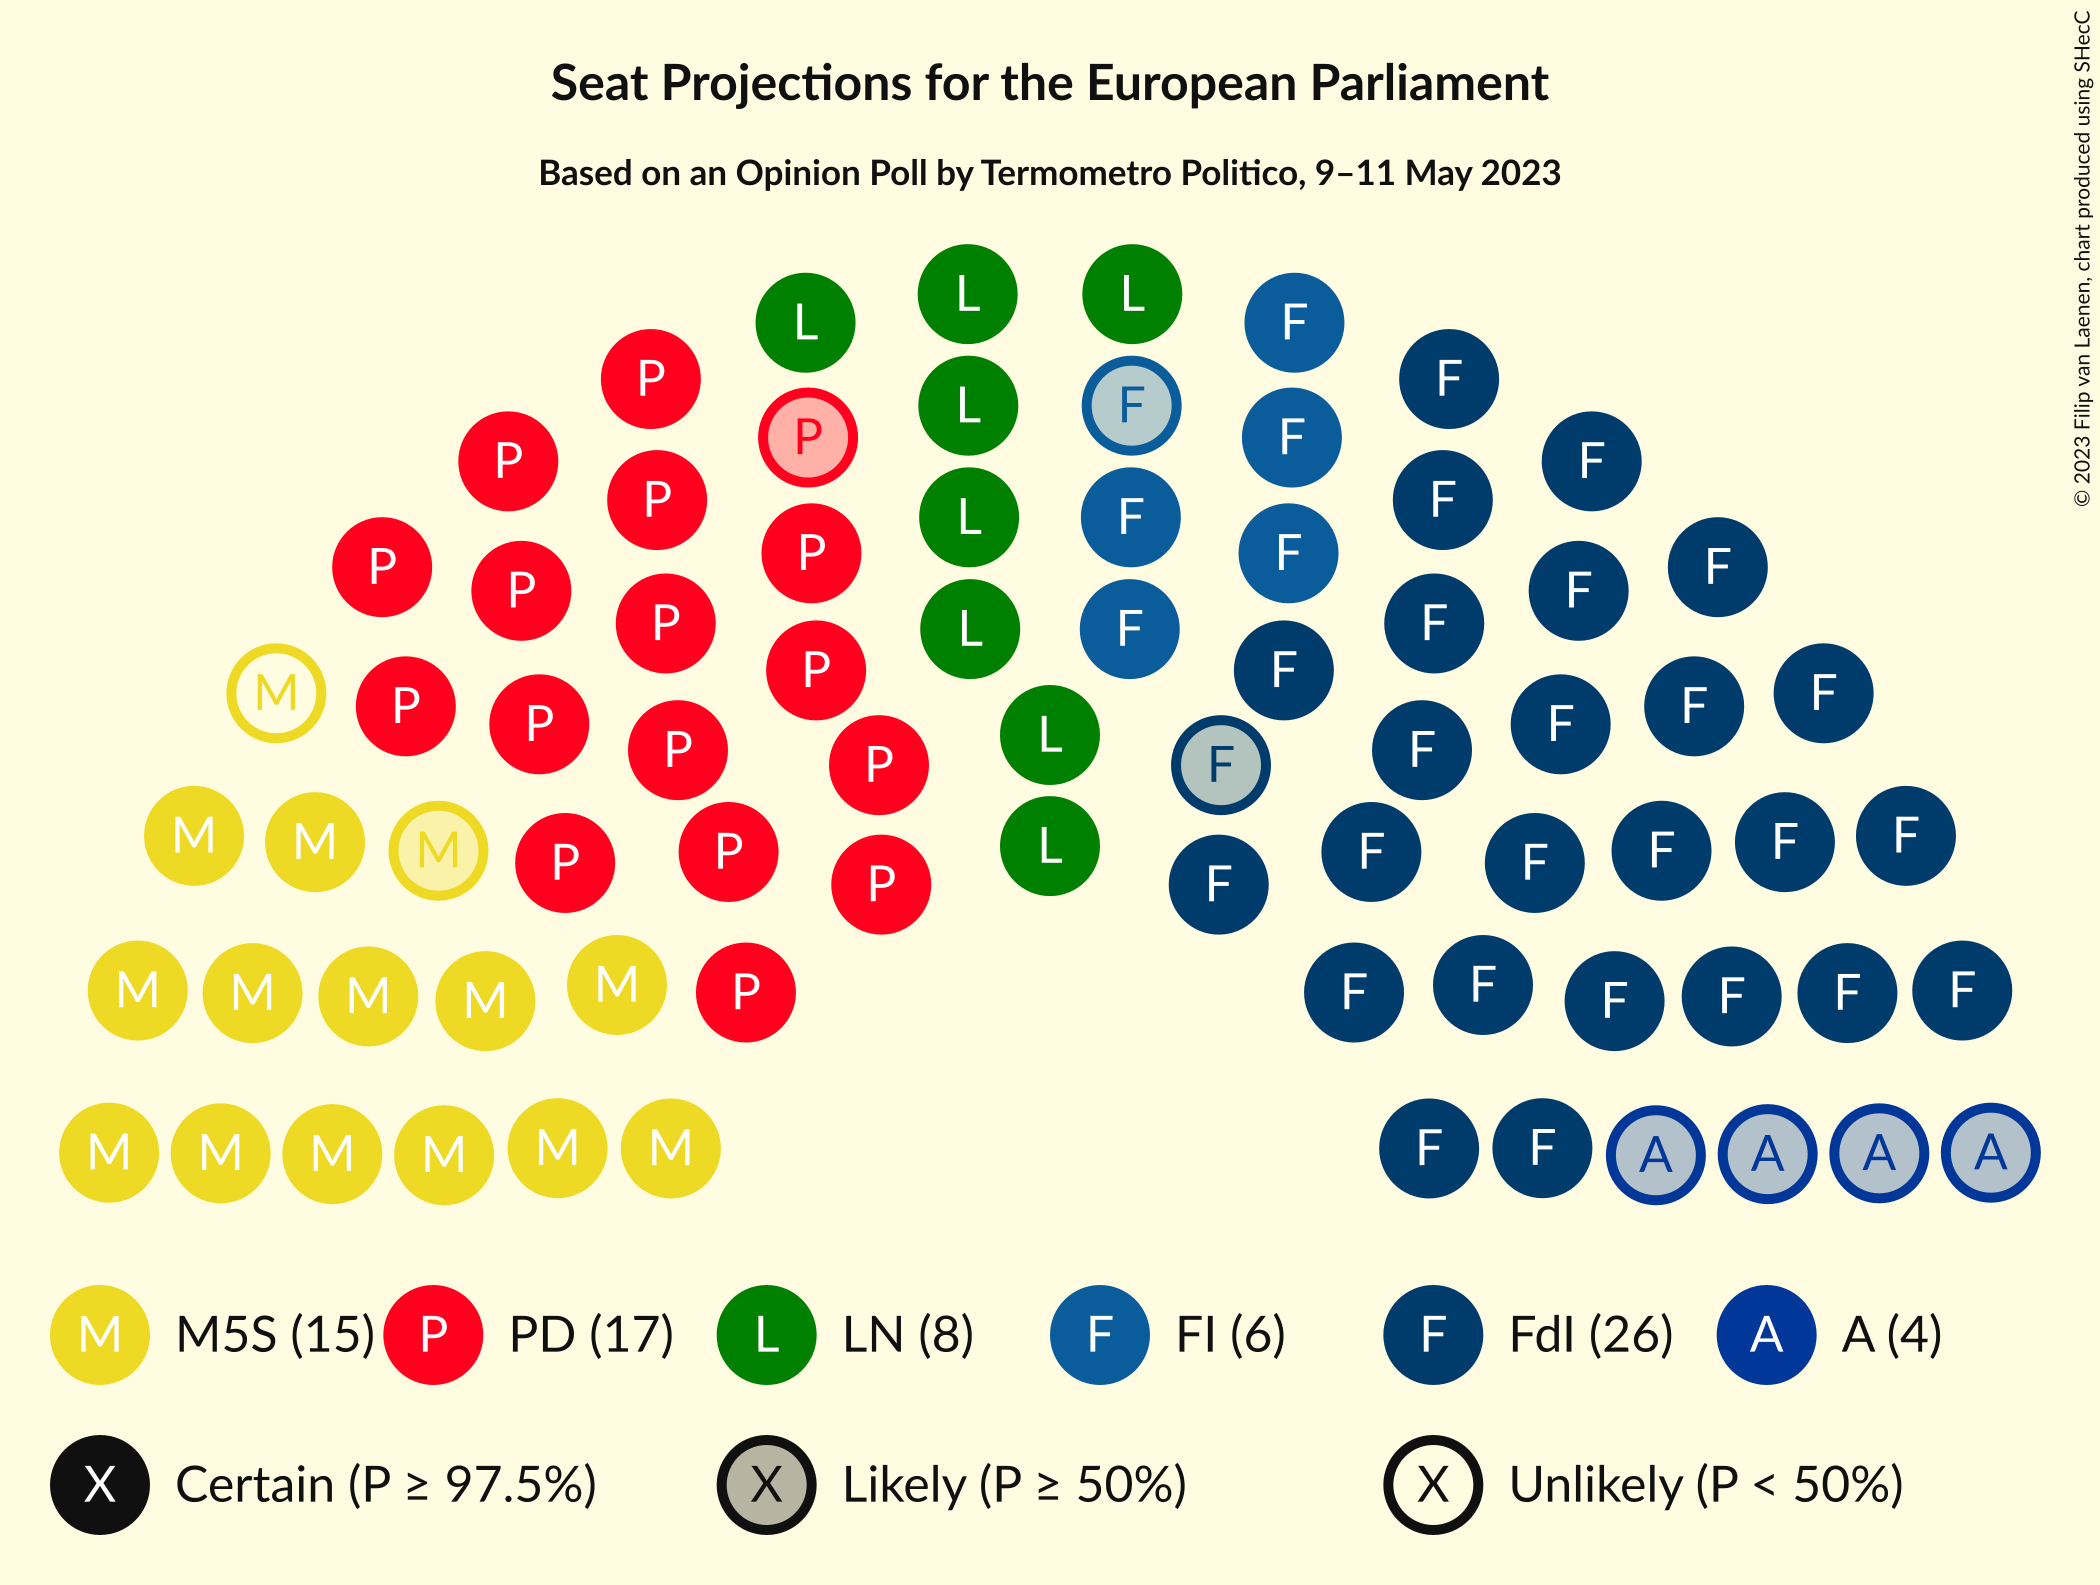 Seat Projections for the European Parliament
Based on an Opinion Poll by Termometro Politico, 9–11 May 2023
© 2023 Filip van Laenen, chart produced using SHecC
L L
L F
P F
L F
P P F F
P F
P F
L F
P P F F
P F
P F
P P F F
L F
P P F F
M F
P F
P F
P F
L
P F
M F
M F
L
M P F F
P F
P F
P F
M M F F
M M F F
M M F F
P F
M M M M F F F A A A A
M M
M M5S (15) P PD (17) L LN (8) F FI (6) F FdI (26) A A (4)
X Certain (P ≥ 97.5%) X Likely (P ≥ 50%) X Unlikely (P < 50%)